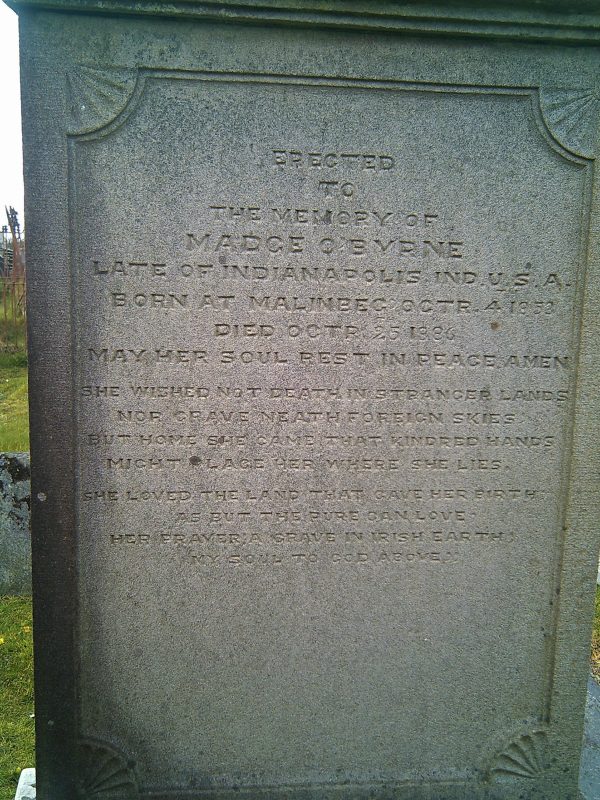 ERECTED
TO
THE MEMORY OF
MADGE O'BYRNE
LATE OF INDIANAPOLIS IND. U.S.A.
BORN AT MALINBEG OCTR. 4. 1858
DIED OCTR. 25 1886
MAY HER SOUL REST IN PEACE AMEN
SHE WISHED NOT DEATH IN STRANGER LANDS
NOR GRAVE NEATH FOREIGN SKIES
BUT HOME SHE CAME THAT KINDRED HANDS
MIGHT PLACE HER WHERE SHE LIES.
SHE LOVED THE LAND THAT GAVE HER BIRTH
AS BUT THE PURE CAN LOVE
HER PRAYER, "A GRAVE IN IRISH EARTH;
MY SOUL TO GOD ABOVE."